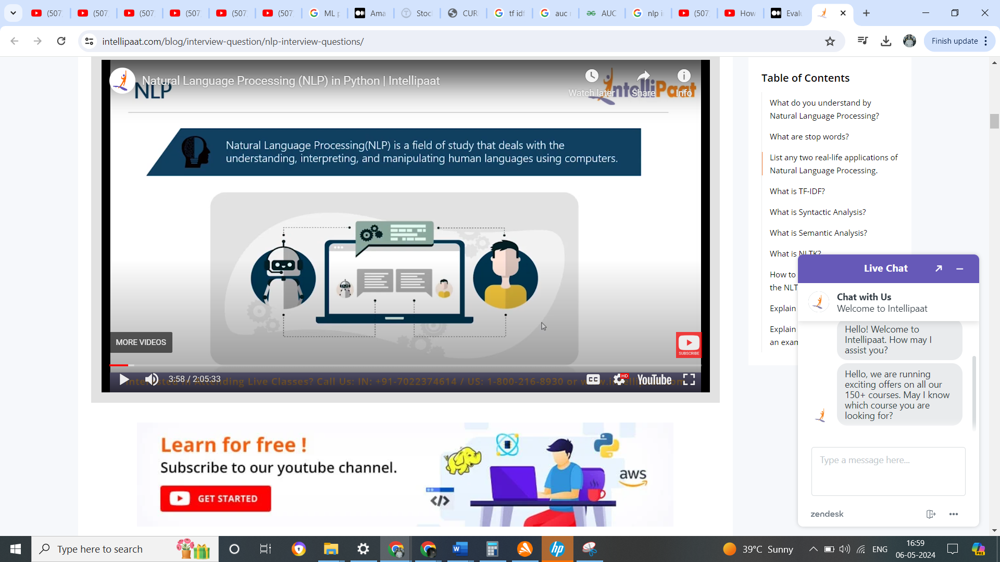 (507
(507
(507
(507
(507
(507
ML p
Ama
Stoc
CUR
tf idf
auc
AUC
nlp i
(507
How
Evalu
intellipaat.com/blog/interview-question/nlp-interview-questions/
Finish update
Natural Language Processing (NLP) in Python | Intellipaat
NLP
Watch later
Share
Info
IntelliPaat
Natural Language Processing(NLP) is a field of study that deals with the
understanding, interpreting, and manipulating human languages using computers.
MORE VIDEOS
SUBSCRIBE
3:58 / 2:05:33
Interested in Attending Live Classes? Call Us: IN: +91-7022374614 / US: 1-800-216-8930 or
CC
HD
YouTube
Learn for free !
Subscribe to our youtube channel.
GET STARTED
aws
Table of Contents
What do you understand by
Natural Language Processing?
What are stop words?
List any two real-life applications of
Natural Language Processing.
What is TF-IDF?
What is Syntactic Analysis?
What is Semantic Analysis?
What is NLTK?
How to
the NLT
Explain
Explain
an exam
Live Chat
Chat with Us
Welcome to Intellipaat
Hello! Welcome to
Intellipaat. How may I
assist you?
Hello, we are running
exciting offers on all our
150+ courses. May I know
which course you are
looking for?
Type a message here...
zendesk
Type here to search
39°C Sunny
ENG
16:59
06-05-2024
PRE